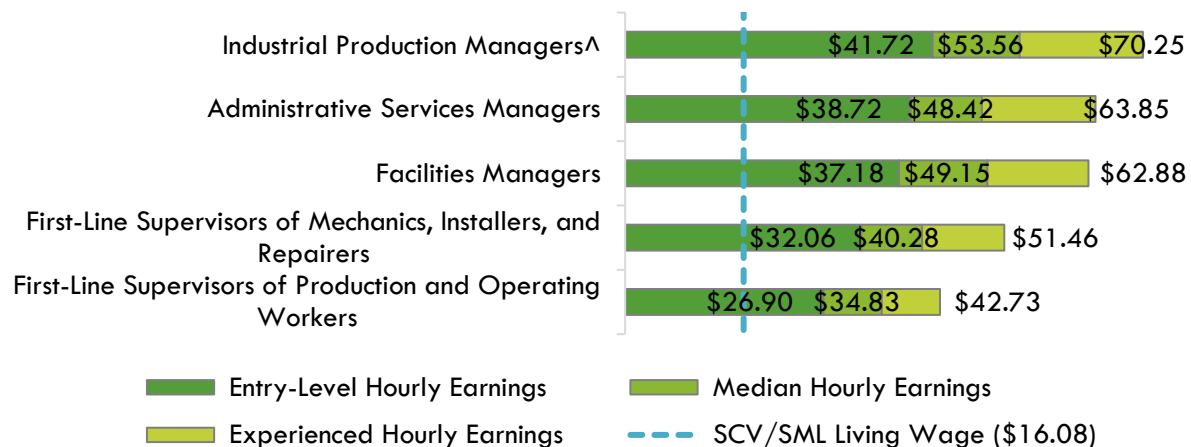 Industrial Production Managers^ $41.72 $53.56 $70.25
Administrative Services Managers $38.72 $48.42 $63.85
Facilities Managers $37.18 $49.15 $62.88
First-Line Supervisors of Mechanics, Installers, and
Repairers $32.06 $40.28 $51.46
First-Line Supervisors of Production and Operating
Workers $26.90 $34.83 $42.73
Entry-Level Hourly Earnings Median Hourly Earnings
Experienced Hourly Earnings SCV/SML Living Wage ($16.08)